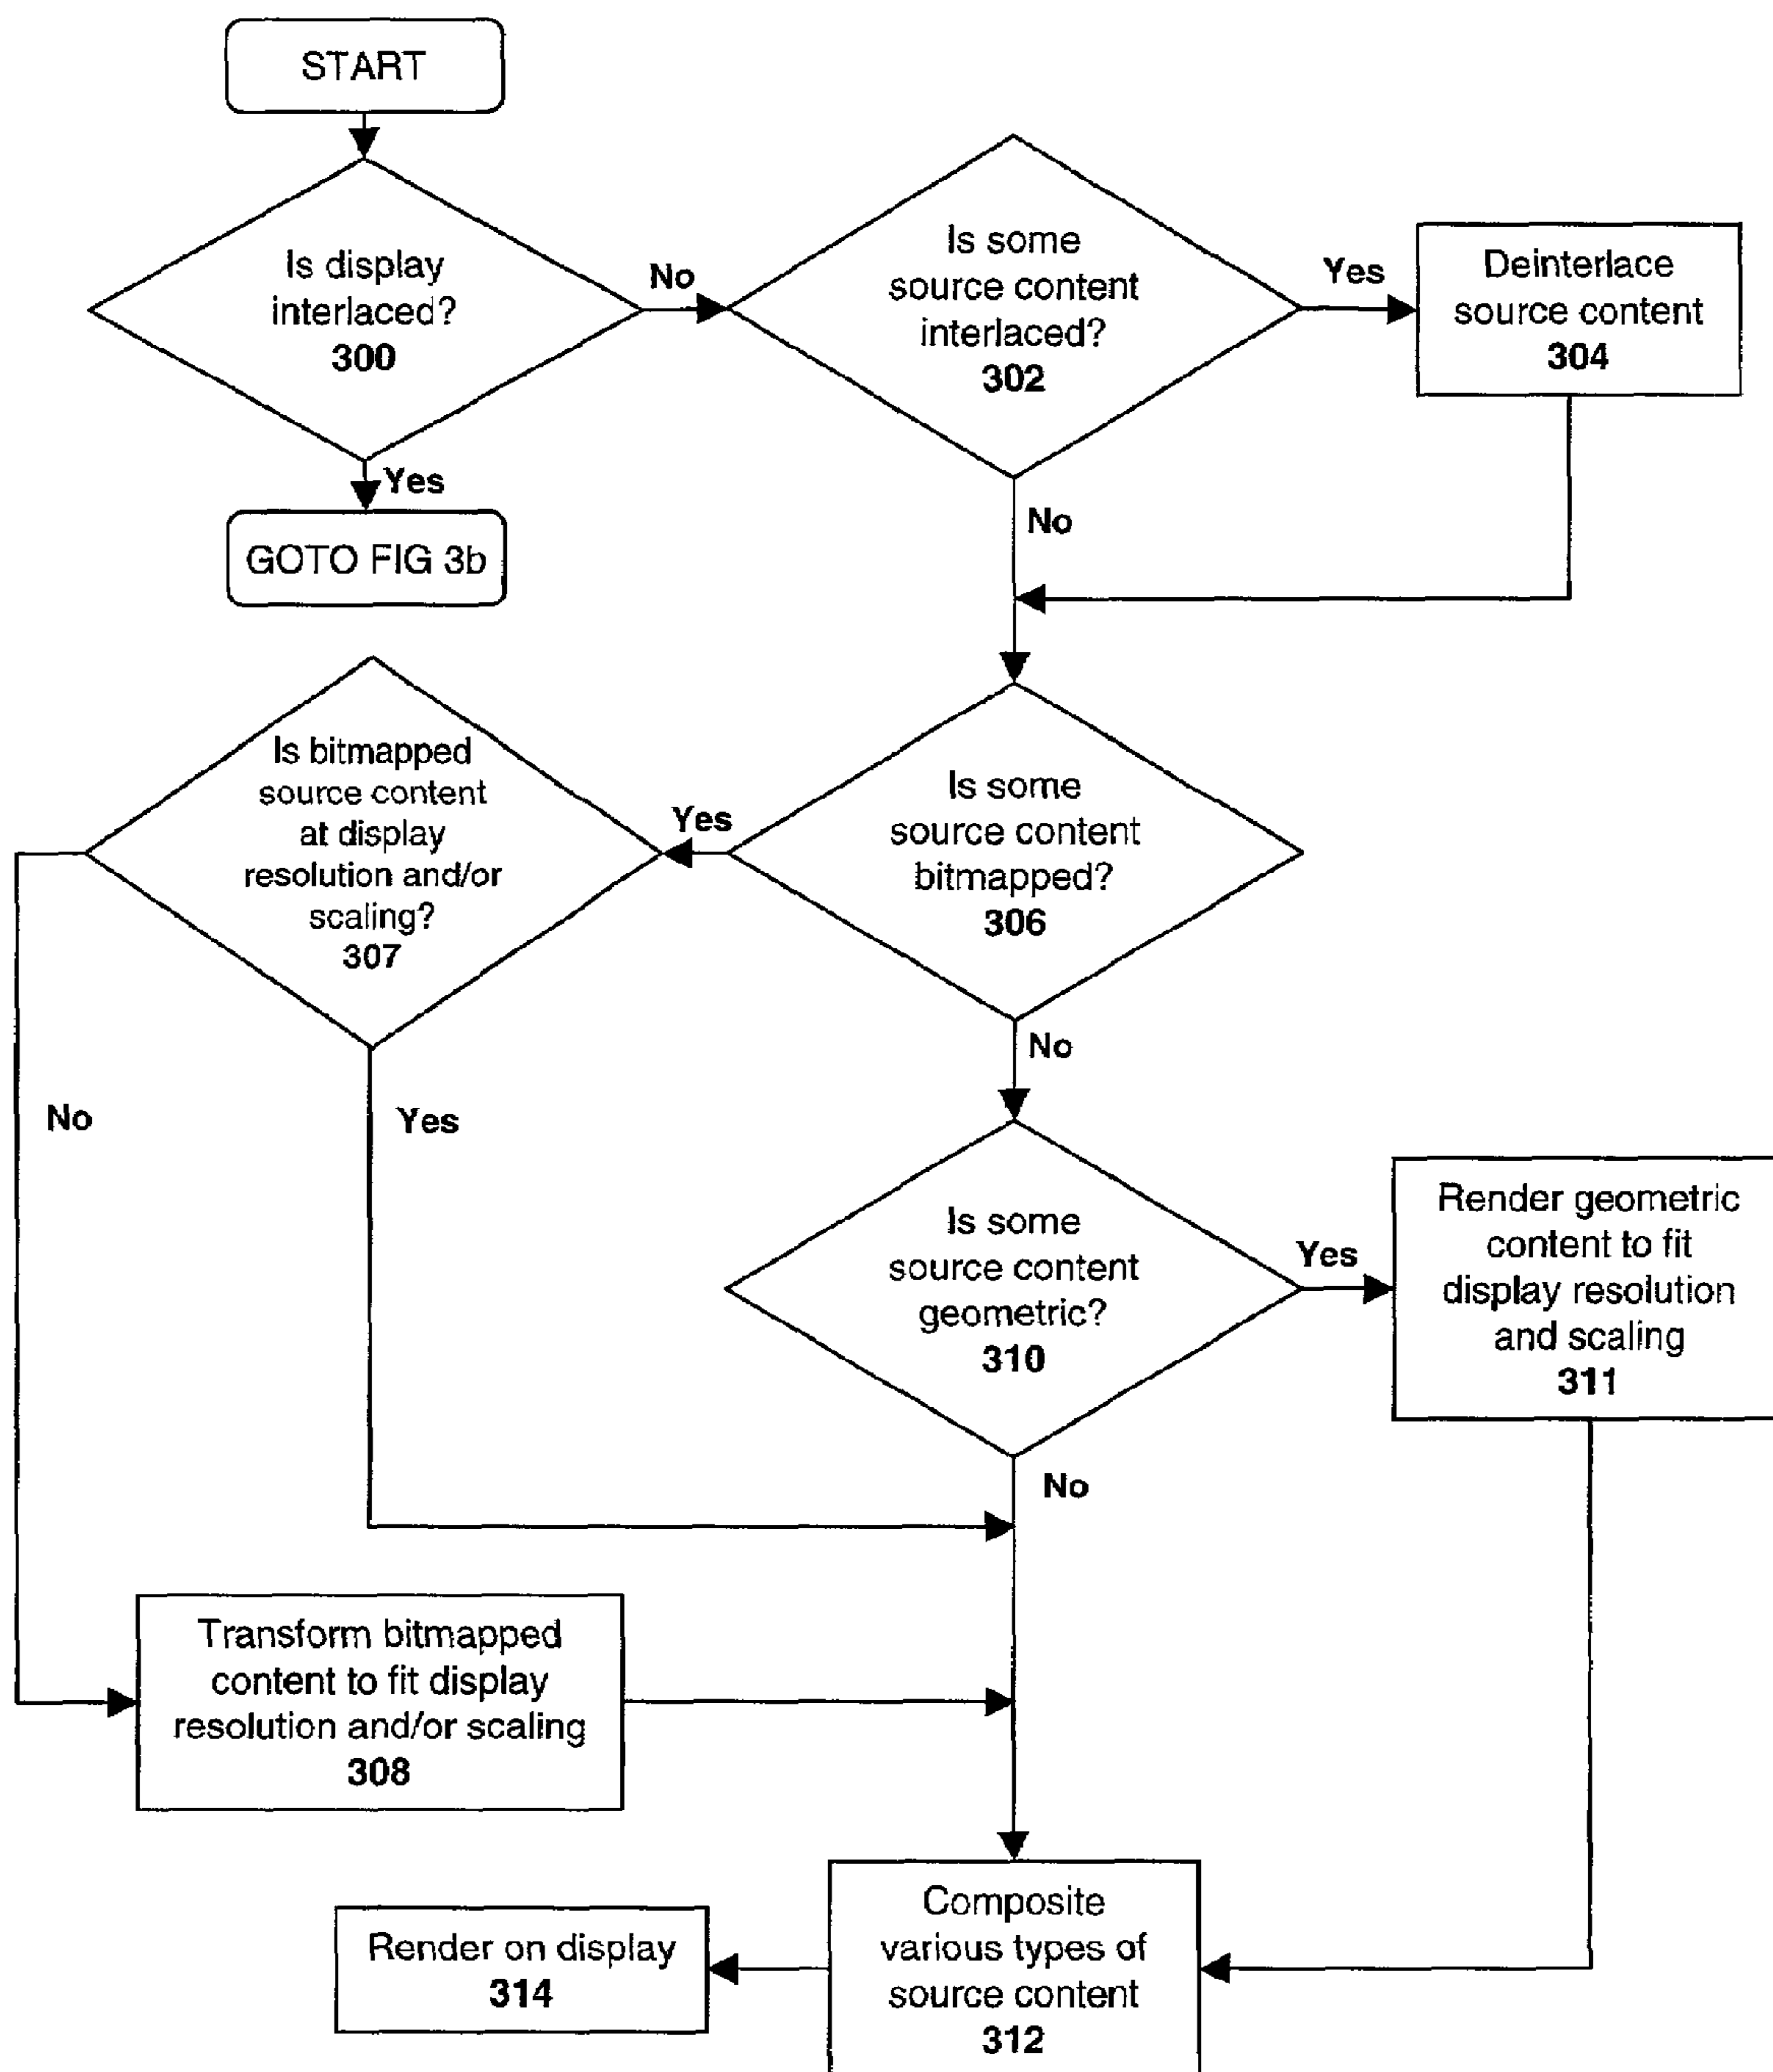 START
Is display
interlaced?
300
No
Is some
source content
interlaced?
302
Yes
Deinterlace
source content
304
Yes
GOTO FIG 3b
No
Is bitmapped
source content
at display
resolution and/or
scaling?
307
Yes
Is some
source content
bitmapped?
306
No
No
Yes
Is some
source content
geometric?
310
Yes
Render geometric
content to fit
display resolution
and scaling
311
No
Transform bitmapped
content to fit display
resolution and/or scaling
308
Render on display
314
Composite
various types of
source content
312